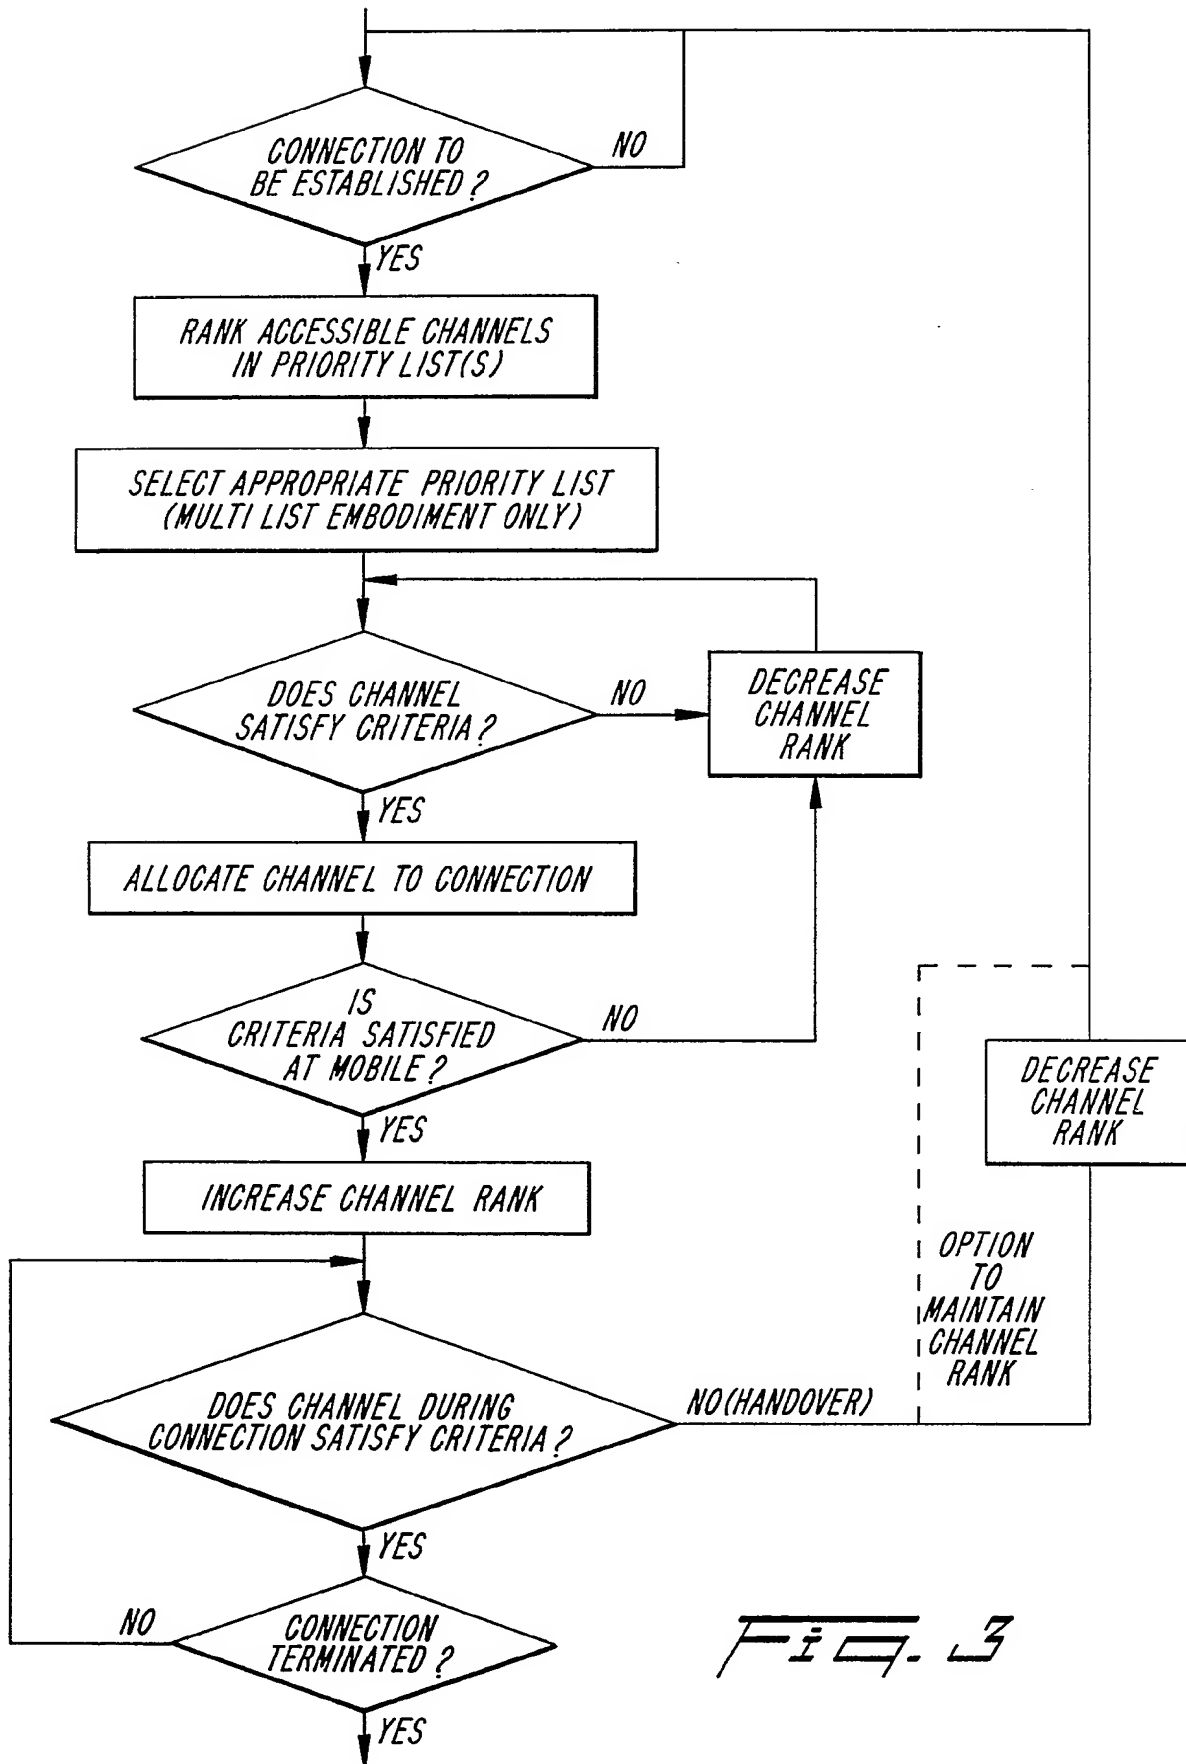 CONNECTION TO
BE ESTABLISHED?
NO
YES
RANK ACCESSIBLE CHANNELS
IN PRIORITY LIST(S)
SELECT APPROPRIATE PRIORITY LIST
(MULTI LIST EMBODIMENT ONLY)
DOES CHANNEL
SATISFY CRITERIA?
NO
DECREASE
CHANNEL
RANK
YES
ALLOCATE CHANNEL TO CONNECTION
IS
CRITERIA SATISFIED
AT MOBILE?
NO
DECREASE
CHANNEL
RANK
YES
INCREASE CHANNEL RANK
OPTION
TO
MAINTAIN
CHANNEL
RANK
DOES CHANNEL DURING
CONNECTION SATISFY CRITERIA?
NO(HANDOVER)
YES
NO
CONNECTION
TERMINATED?
YES
Fig. 3